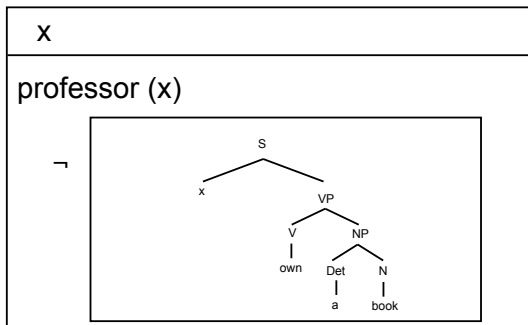 x
professor (x)
¬
S
x
VP
V NP
own Det N
a book